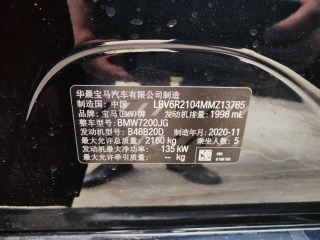 华晨宝马汽车有限公司制造
制造国：中国 LBV6R2104MMZ13785
品牌：宝马(BMW)牌 发动机排量：1998 mL
整车型号：BMW7200JG
发动机型号：B48B20D 制造年月：2020-11
最大允许总质量：2160 kg 乘坐人数：5
最大净功率：135 kW
最大允许牵引质量：-- kg